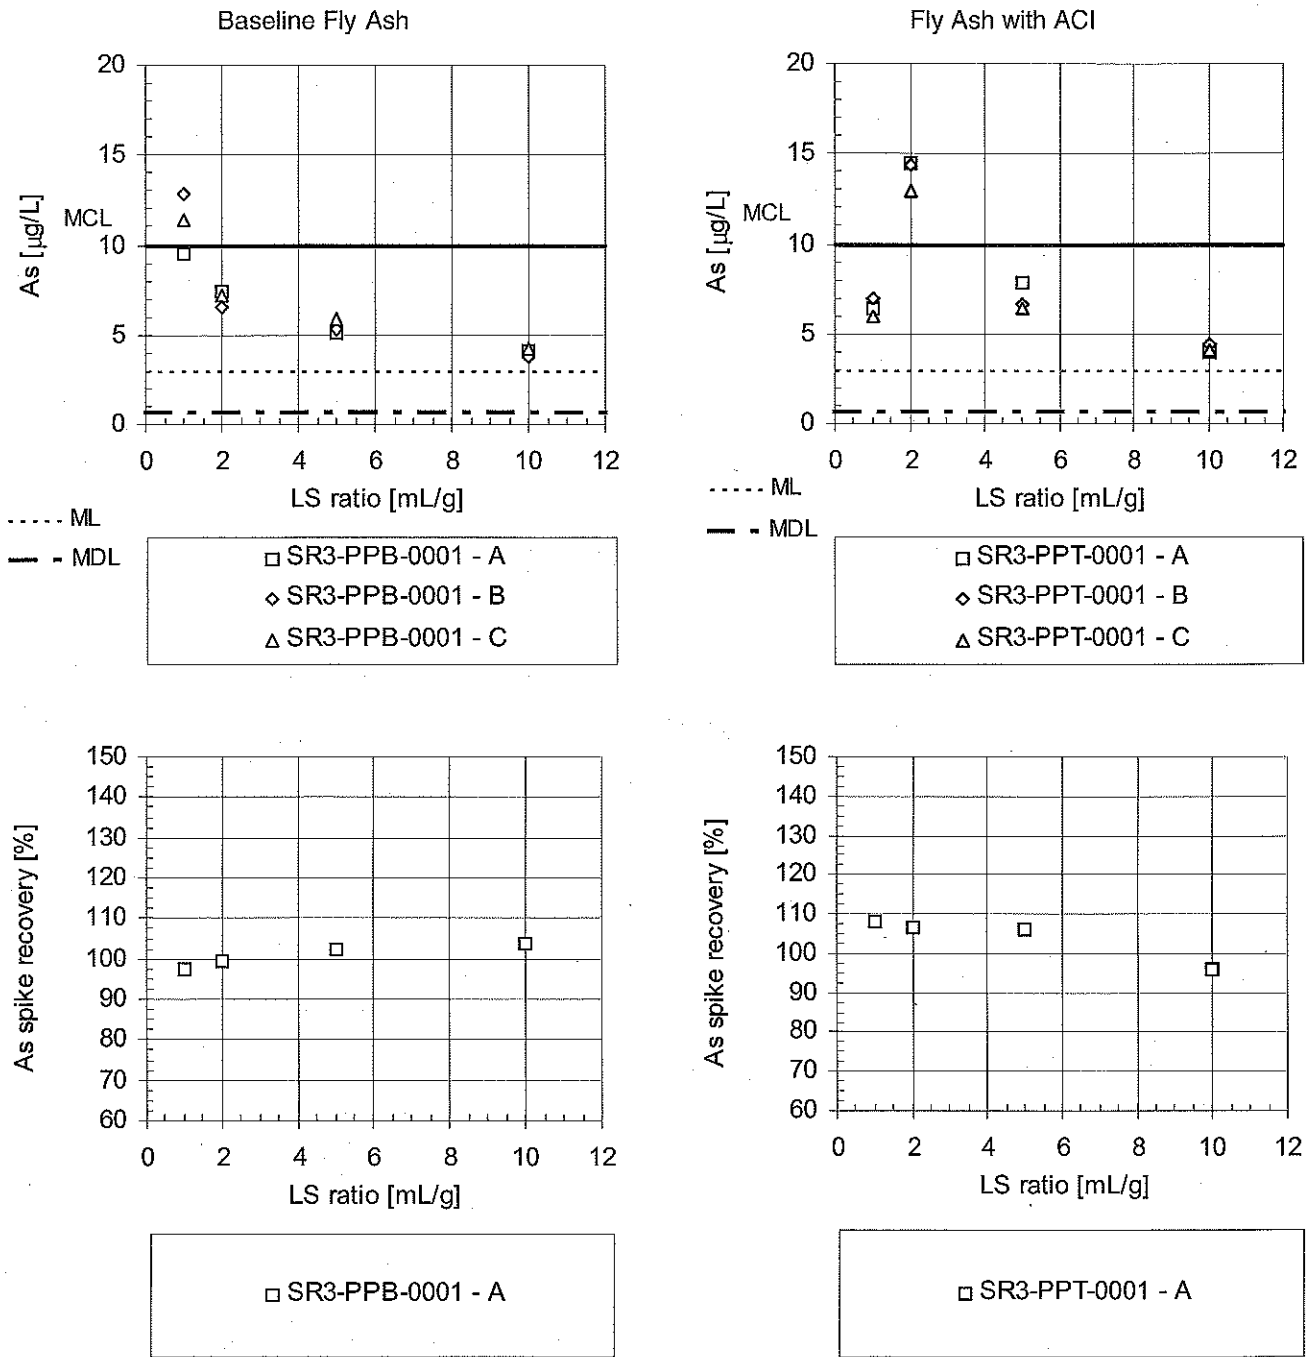 Baseline Fly Ash
20
15
10
5
0
MCL
As [µg/L]
0 2 4 6 8 10 12
LS ratio [mL/g]
ML
MDL
SR3-PPB-0001 - A
SR3-PPB-0001 - B
SR3-PPB-0001 - C
Fly Ash with ACI
20
15
10
5
0
MCL
As [µg/L]
0 2 4 6 8 10 12
LS ratio [mL/g]
ML
MDL
SR3-PPT-0001 - A
SR3-PPT-0001 - B
SR3-PPT-0001 - C
150
140
130
120
110
100
90
80
70
60
As spike recovery [%]
0 2 4 6 8 10 12
LS ratio [mL/g]
SR3-PPB-0001 - A
150
140
130
120
110
100
90
80
70
60
As spike recovery [%]
0 2 4 6 8 10 12
LS ratio [mL/g]
SR3-PPT-0001 - A